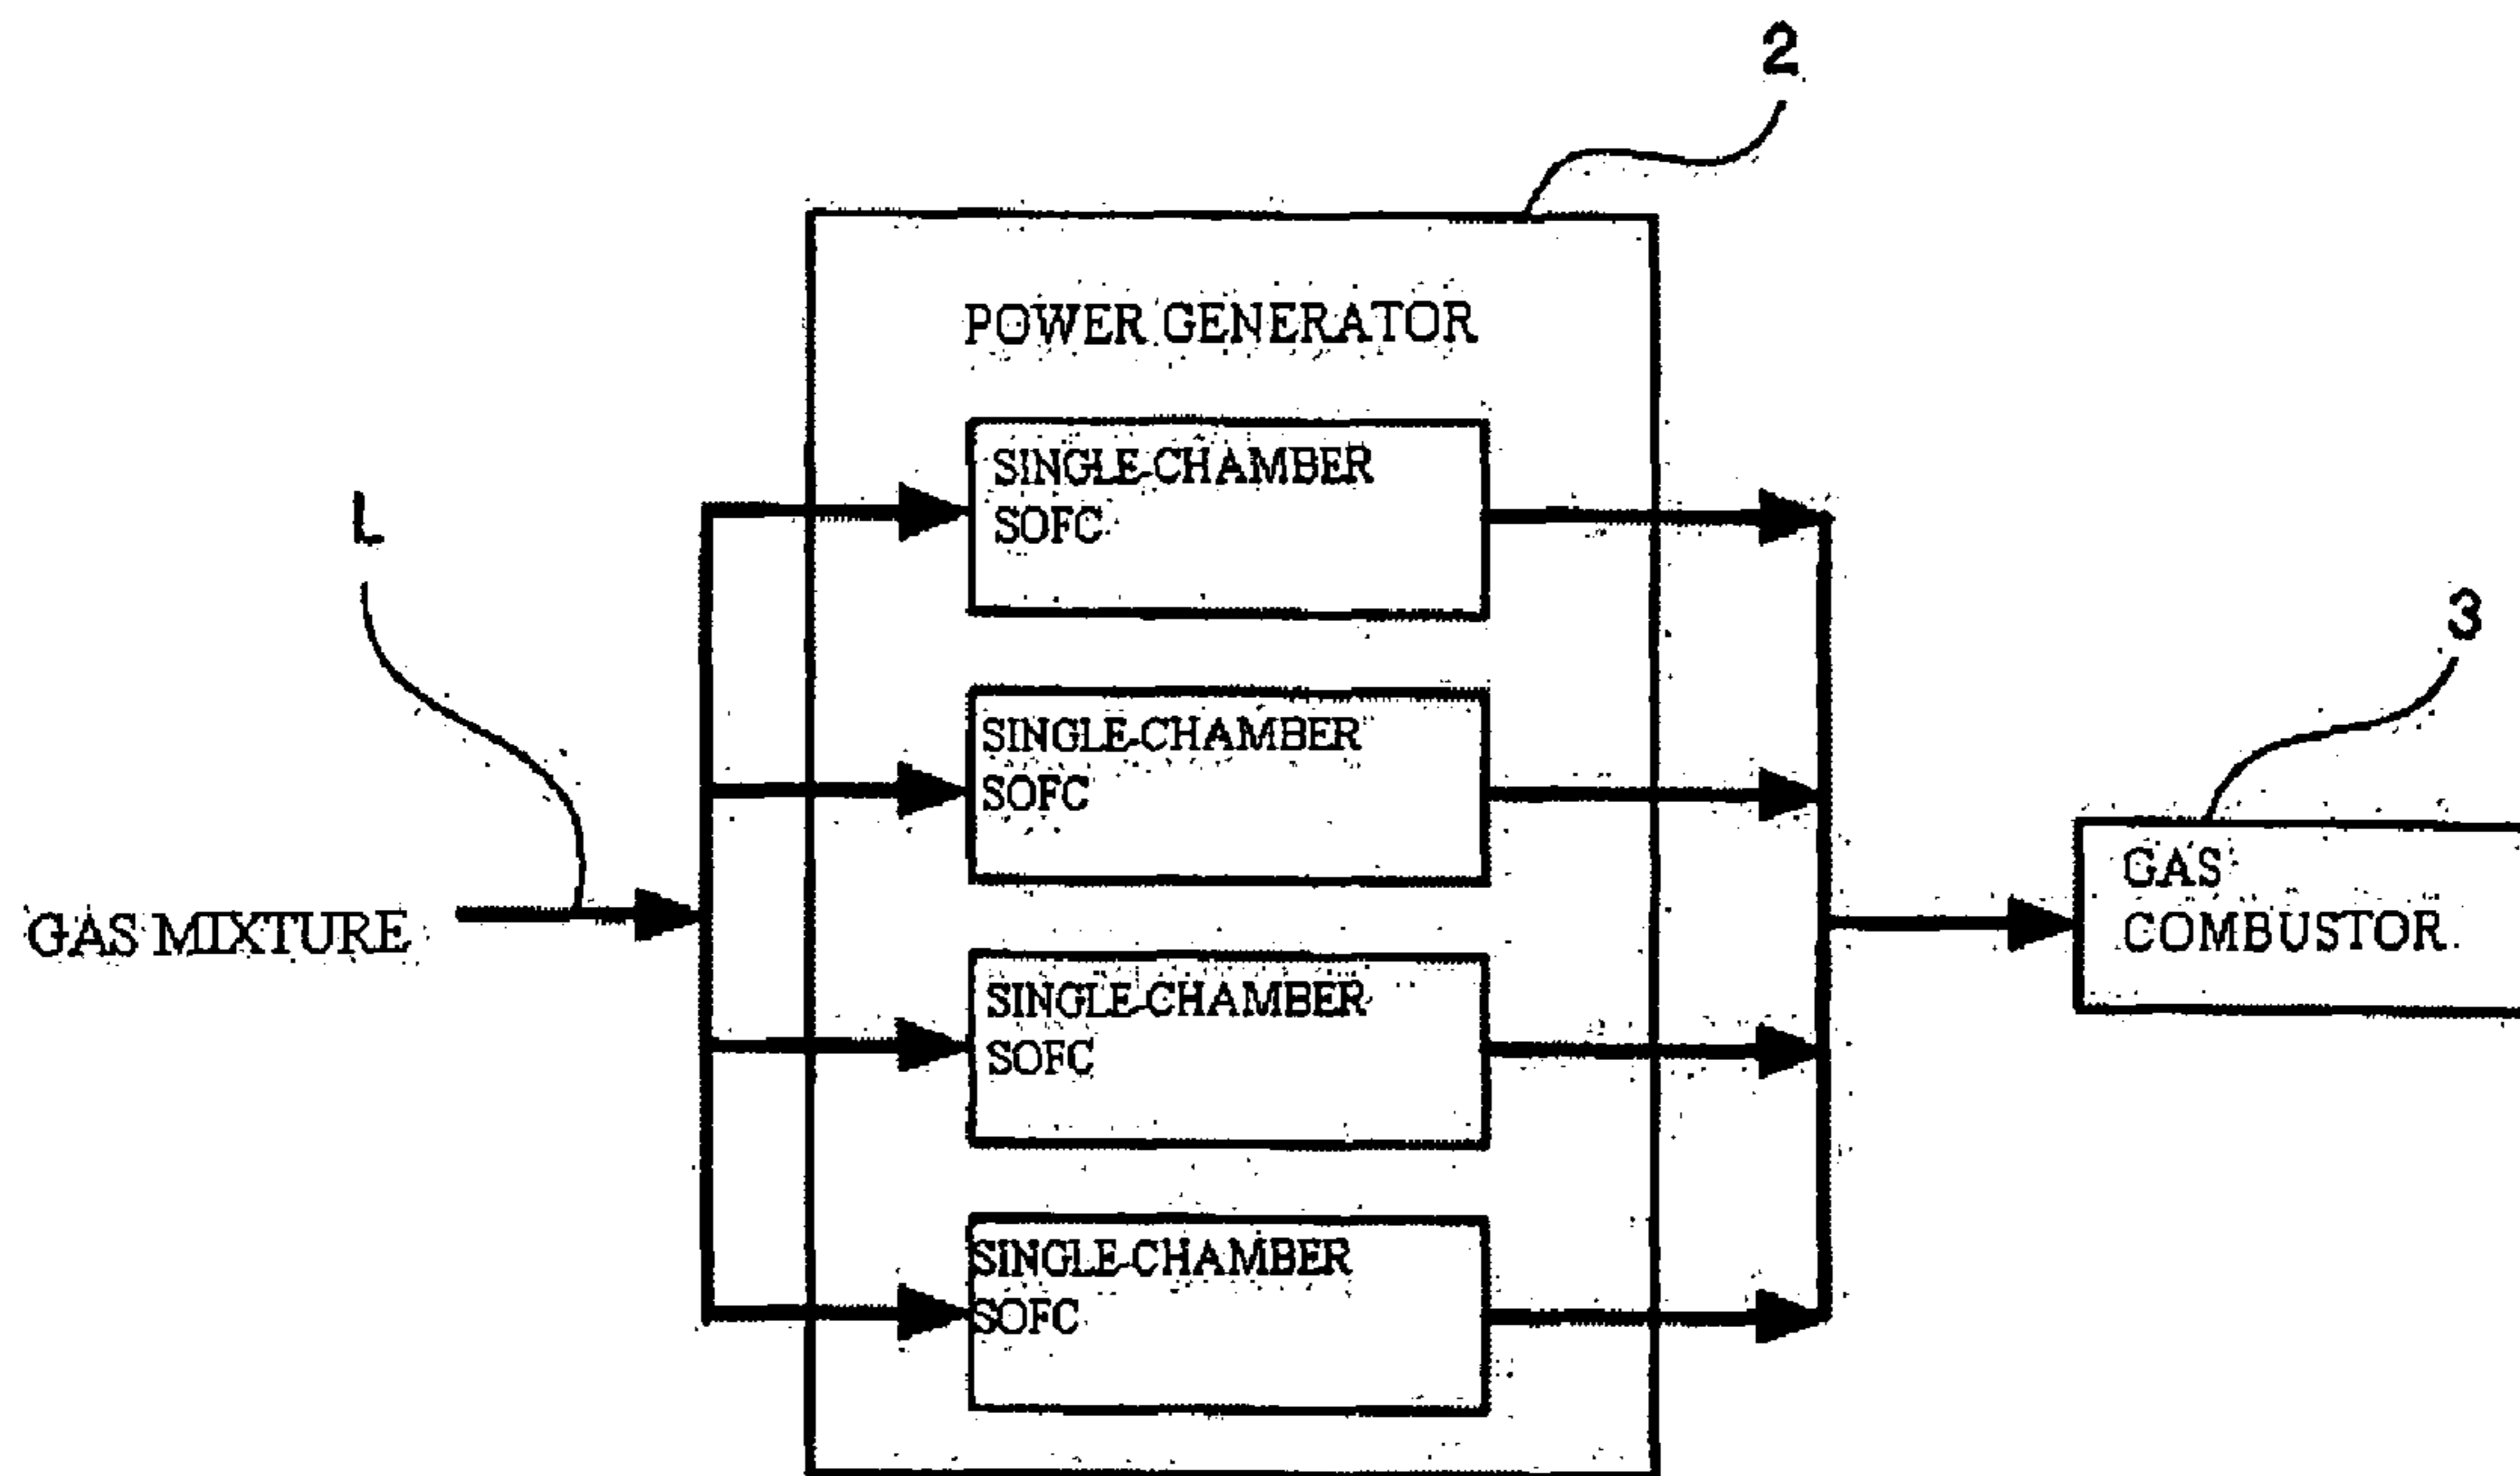 2
POWER GENERATOR
SINGLE-CHAMBER
SOFC
L
SINGLE-CHAMBER
SOFC
3
GAS MIXTURE
GAS
COMBUSTOR
SINGLE-CHAMBER
SOFC
SINGLE-CHAMBER
SOFC